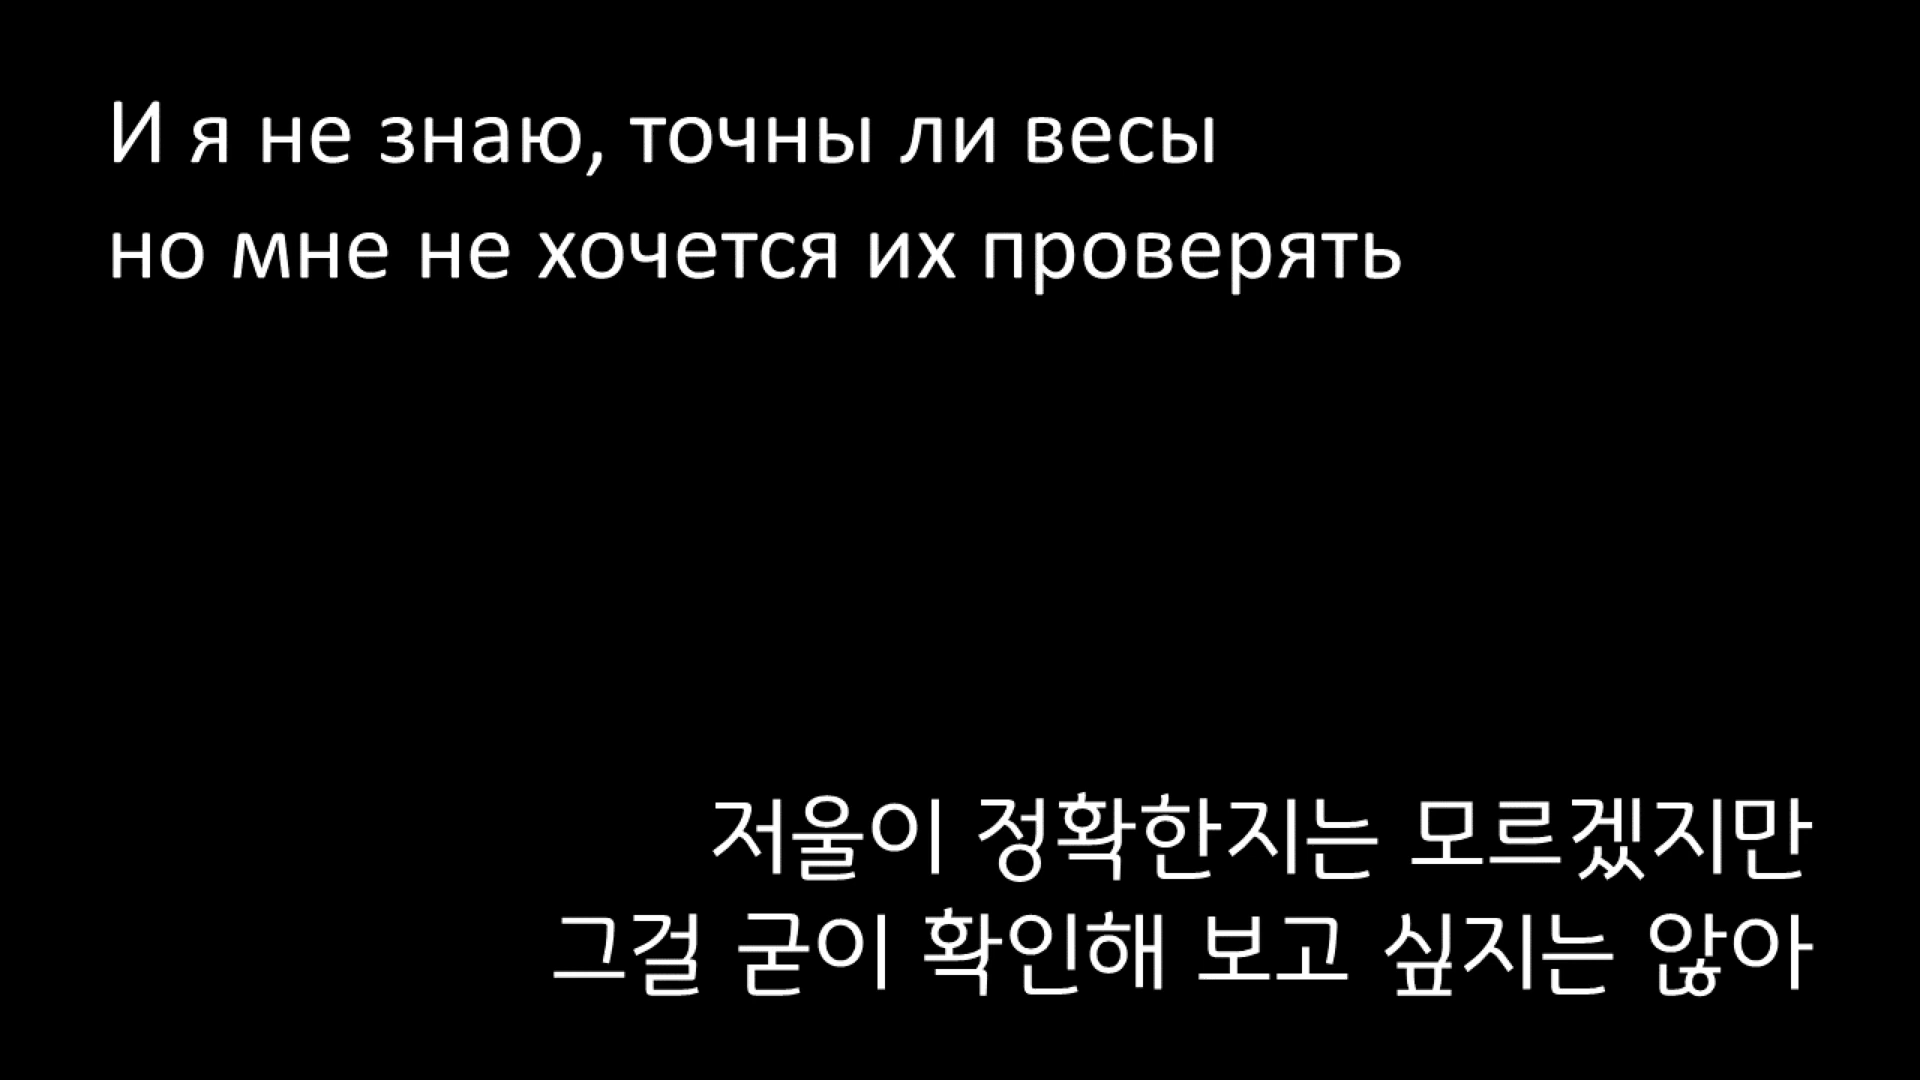 И я не знаю, точны ли весы
но мне не хочется их проверять
저울이 정확한지는 모르겠지만
그걸 굳이 확인해 보고 싶지는 않아